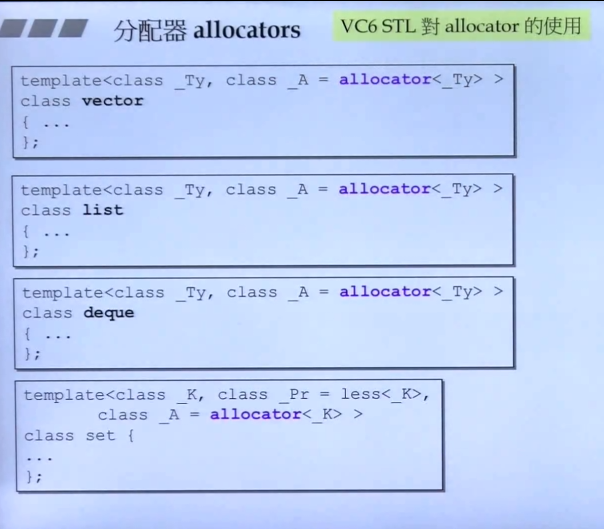 分配器 allocators
VC6 STL 對 allocator 的使用
template<class _Ty, class _A = allocator<_Ty> >
class vector
{ ...
};
template<class _Ty, class _A = allocator<_Ty> >
class list
{ ...
};
template<class _Ty, class _A = allocator<_Ty> >
class deque
{ ...
};
template<class _K, class _Pr = less<_K>,
class _A = allocator<_K> >
class set {
...
};